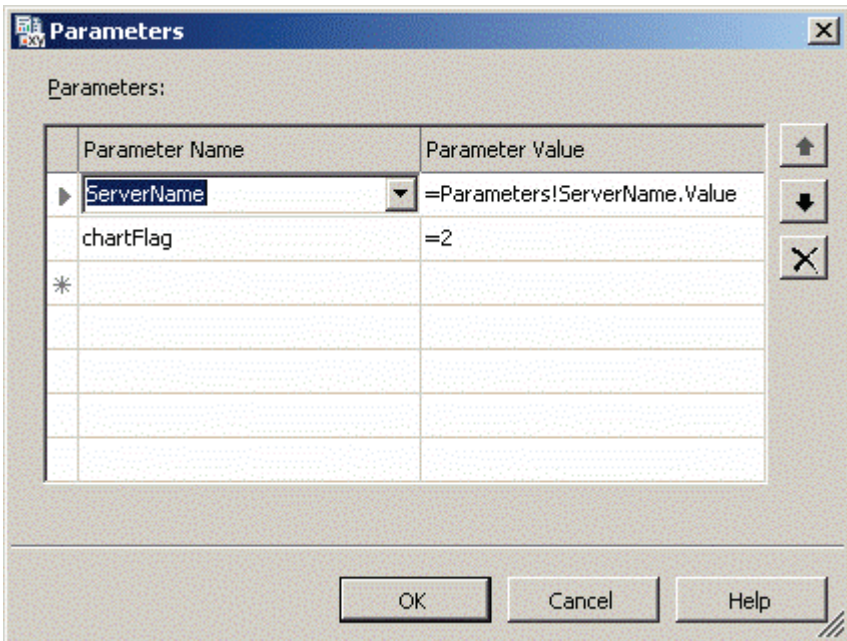 Parameters
Parameters:
Parameter Name Parameter Value
ServerName =Parameters!ServerName.Value
chartFlag =2
OK Cancel Help